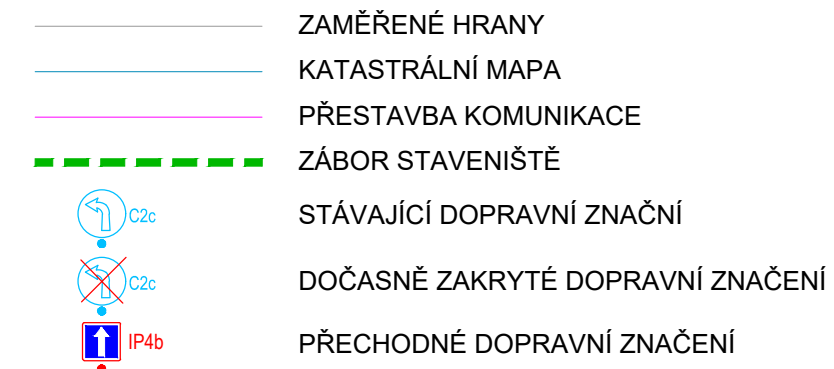 ZAMĚŘENÉ HRANY
KATASTRÁLNÍ MAPA
PŘESTAVBA KOMUNIKACE
ZÁBOR STAVENIŠTĚ
C2c STÁVAJÍCÍ DOPRAVNÍ ZNAČNÍ
C2c DOČASNĚ ZAKRYTÉ DOPRAVNÍ ZNAČENÍ
IP4b PŘECHODNÉ DOPRAVNÍ ZNAČENÍ